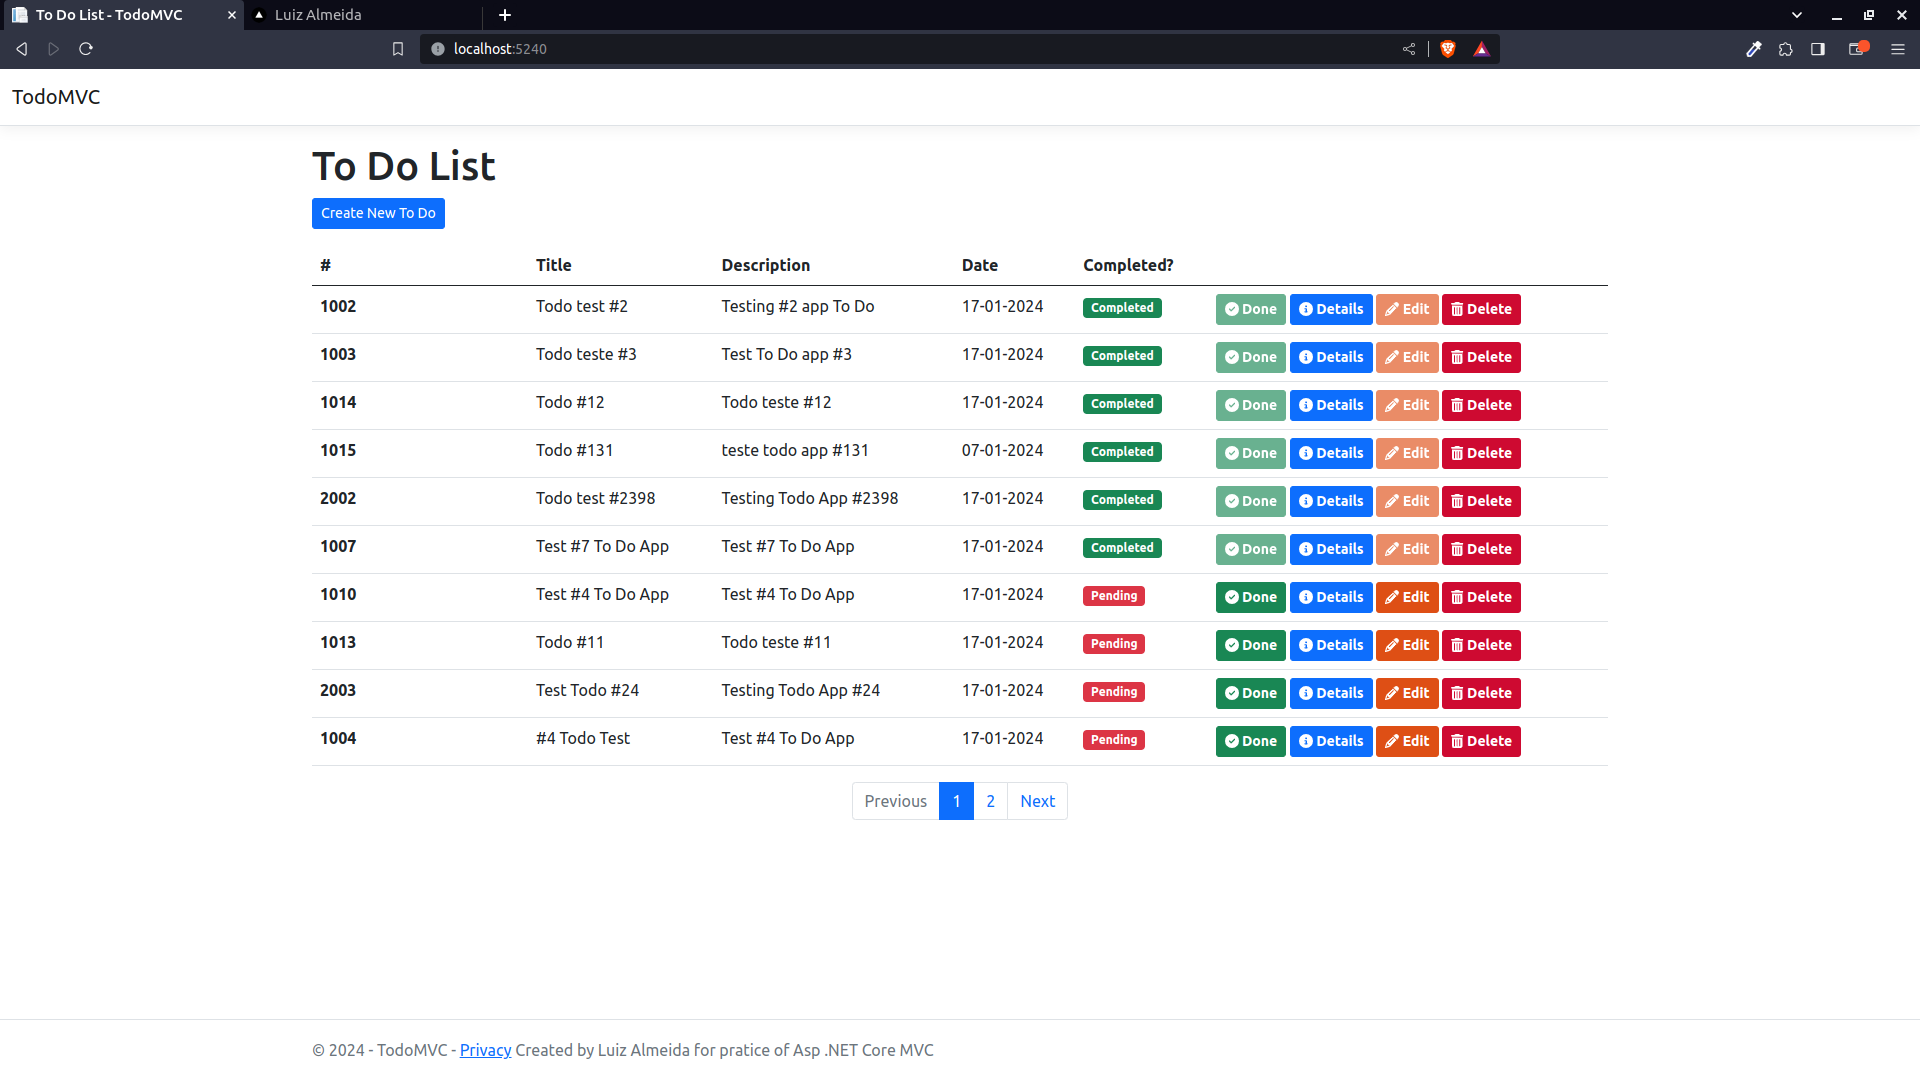 To Do List - TodoMVC
Luiz Almeida
localhost:5240
TodoMVC
To Do List
Create New To Do
# Title Description Date Completed?
1002 Todo test #2 Testing #2 app To Do 17-01-2024 Completed Done Details Edit Delete
1003 Todo teste #3 Test To Do app #3 17-01-2024 Completed Done Details Edit Delete
1014 Todo #12 Todo teste #12 17-01-2024 Completed Done Details Edit Delete
1015 Todo #131 teste todo app #131 07-01-2024 Completed Done Details Edit Delete
2002 Todo test #2398 Testing Todo App #2398 17-01-2024 Completed Done Details Edit Delete
1007 Test #7 To Do App Test #7 To Do App 17-01-2024 Completed Done Details Edit Delete
1010 Test #4 To Do App Test #4 To Do App 17-01-2024 Pending Done Details Edit Delete
1013 Todo #11 Todo teste #11 17-01-2024 Pending Done Details Edit Delete
2003 Test Todo #24 Testing Todo App #24 17-01-2024 Pending Done Details Edit Delete
1004 #4 Todo Test Test #4 To Do App 17-01-2024 Pending Done Details Edit Delete
Previous 1 2 Next
© 2024 - TodoMVC - Privacy Created by Luiz Almeida for pratice of Asp .NET Core MVC